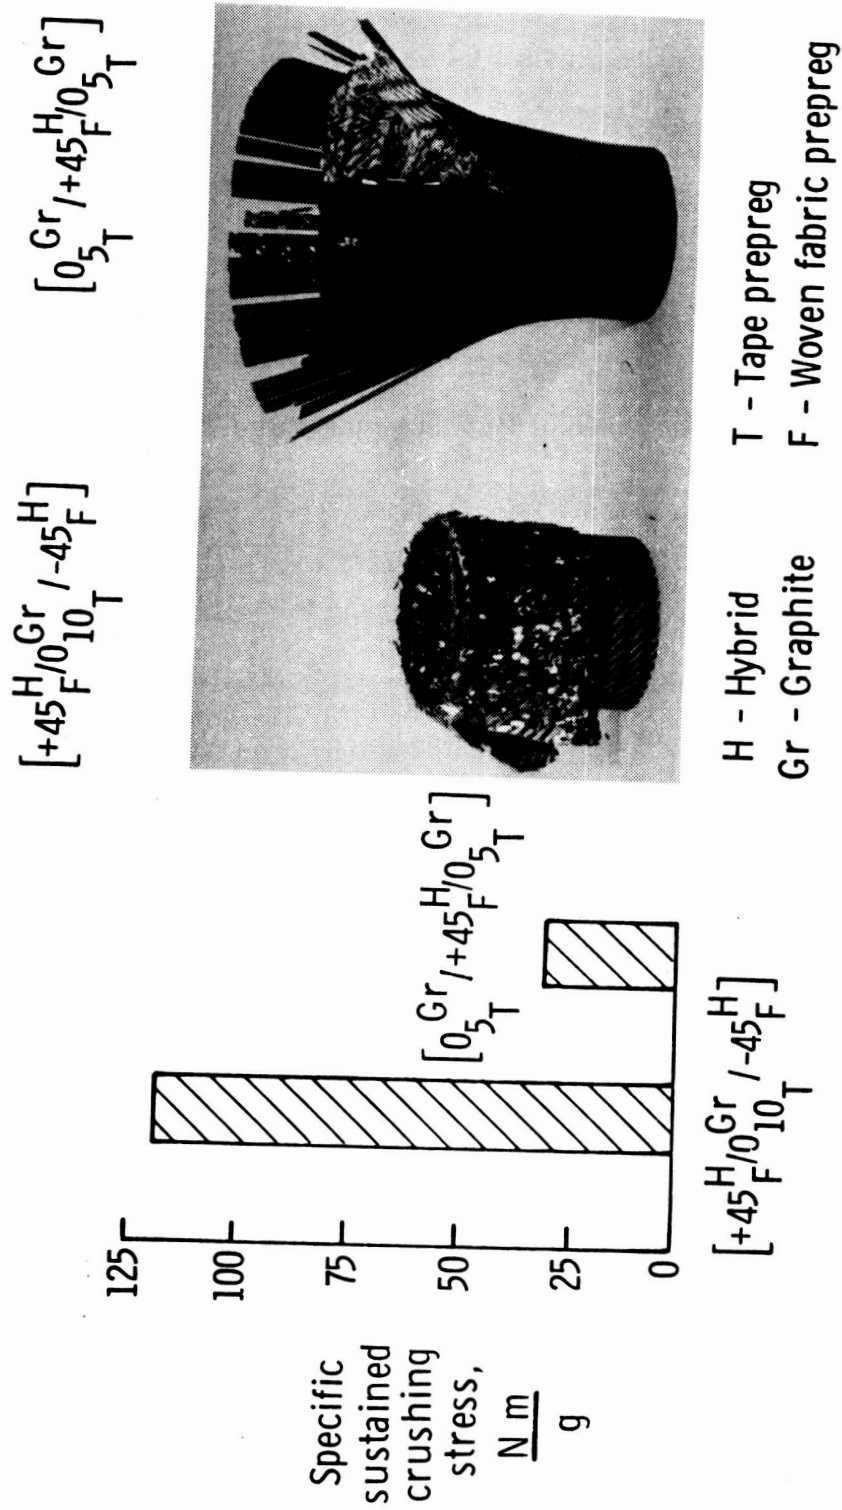 [+45^H_F/0^Gr_10_T/-45^H_F]
[0^Gr_5_T/+45^H_F/0^Gr_5_T]
125
100
75
50
25
0
Specific
sustained
crushing
stress,
N m
g
[0^Gr_5_T/+45^H_F/0^Gr_5_T]
[+45^H_F/0^Gr_10_T/-45^H_F]
H - Hybrid
Gr - Graphite
T - Tape prepreg
F - Woven fabric prepreg